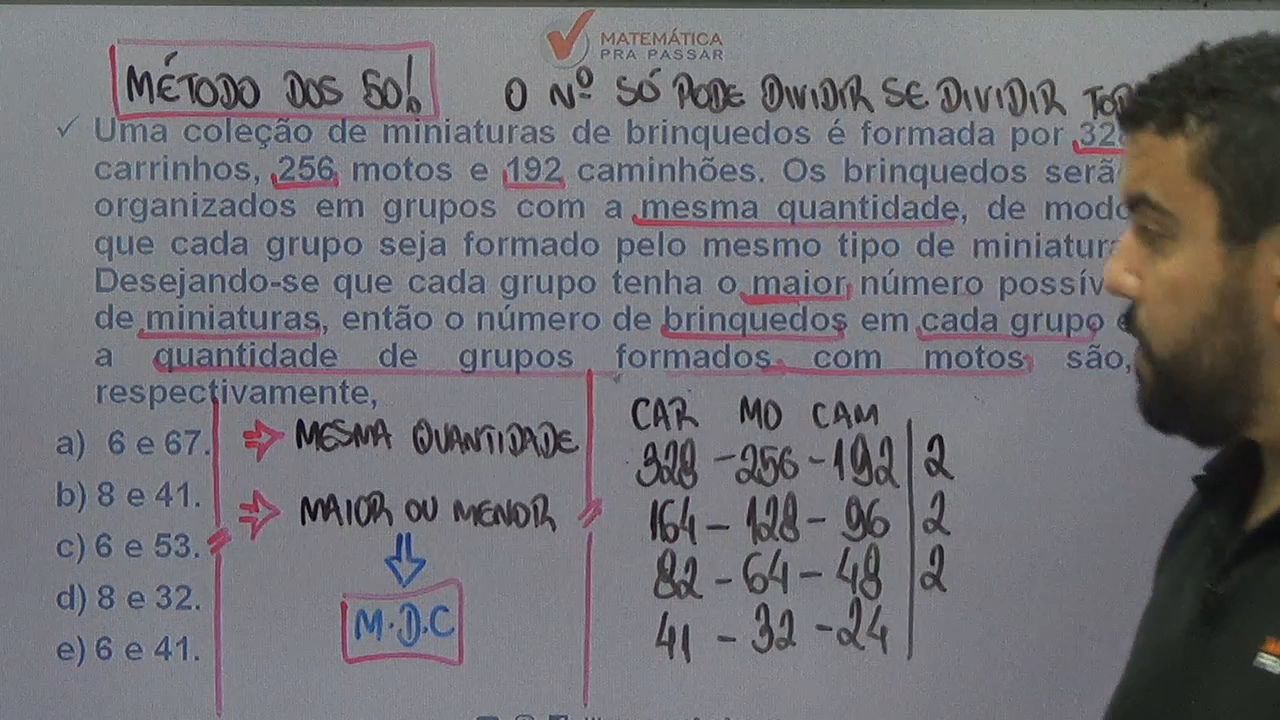 MATEMÁTICA
PRA PASSAR
MÉTODO DOS 50!
O Nº SÓ PODE DIVIDIR SE DIVIDIR
✓ Uma coleção de miniaturas de brinquedos é formada por 328
carrinhos, 256 motos e 192 caminhões. Os brinquedos serã
organizados em grupos com a mesma quantidade, de modo
que cada grupo seja formado pelo mesmo tipo de miniatura
Desejando-se que cada grupo tenha o maior número possív
de miniaturas, então o número de brinquedos em cada grupo e
a quantidade de grupos formados com motos são,
respectivamente,
a) 6 e 67.
b) 8 e 41.
c) 6 e 53.
d) 8 e 32.
e) 6 e 41.
⇒ MESMA QUANTIDADE
⇒ MAIOR OU MENOR
⇓
M.D.C
CAR MO CAM
328 - 256 - 192 | 2
164 - 128 - 96 | 2
82 - 64 - 48 | 2
41 - 32 - 24